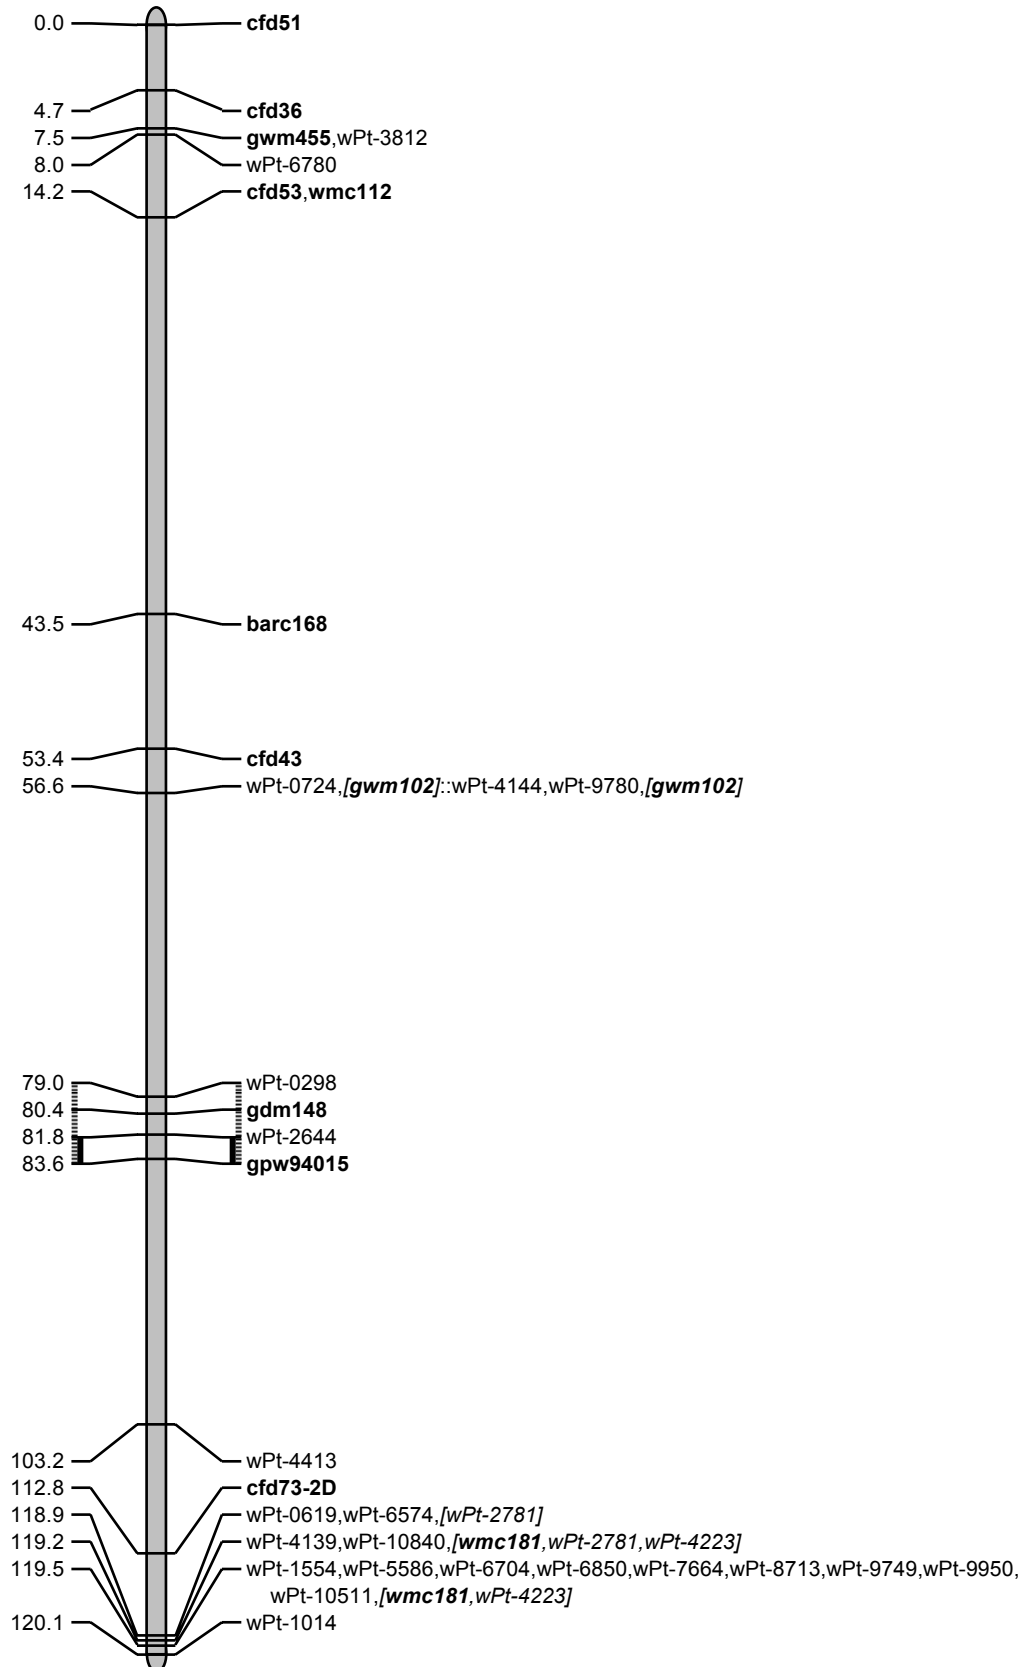 0.0 cfd51
4.7 cfd36
7.5 gwm455,wPt-3812
8.0 wPt-6780
14.2 cfd53,wmc112
43.5 barc168
53.4 cfd43
56.6 wPt-0724,[gwm102]::wPt-4144,wPt-9780,[gwm102]
79.0 wPt-0298
80.4 gdm148
81.8 wPt-2644
83.6 gpw94015
103.2 wPt-4413
112.8 cfd73-2D
118.9 wPt-0619,wPt-6574,[wPt-2781]
119.2 wPt-4139,wPt-10840,[wmc181,wPt-2781,wPt-4223]
119.5 wPt-1554,wPt-5586,wPt-6704,wPt-6850,wPt-7664,wPt-8713,wPt-9749,wPt-9950,
wPt-10511,[wmc181,wPt-4223]
120.1 wPt-1014